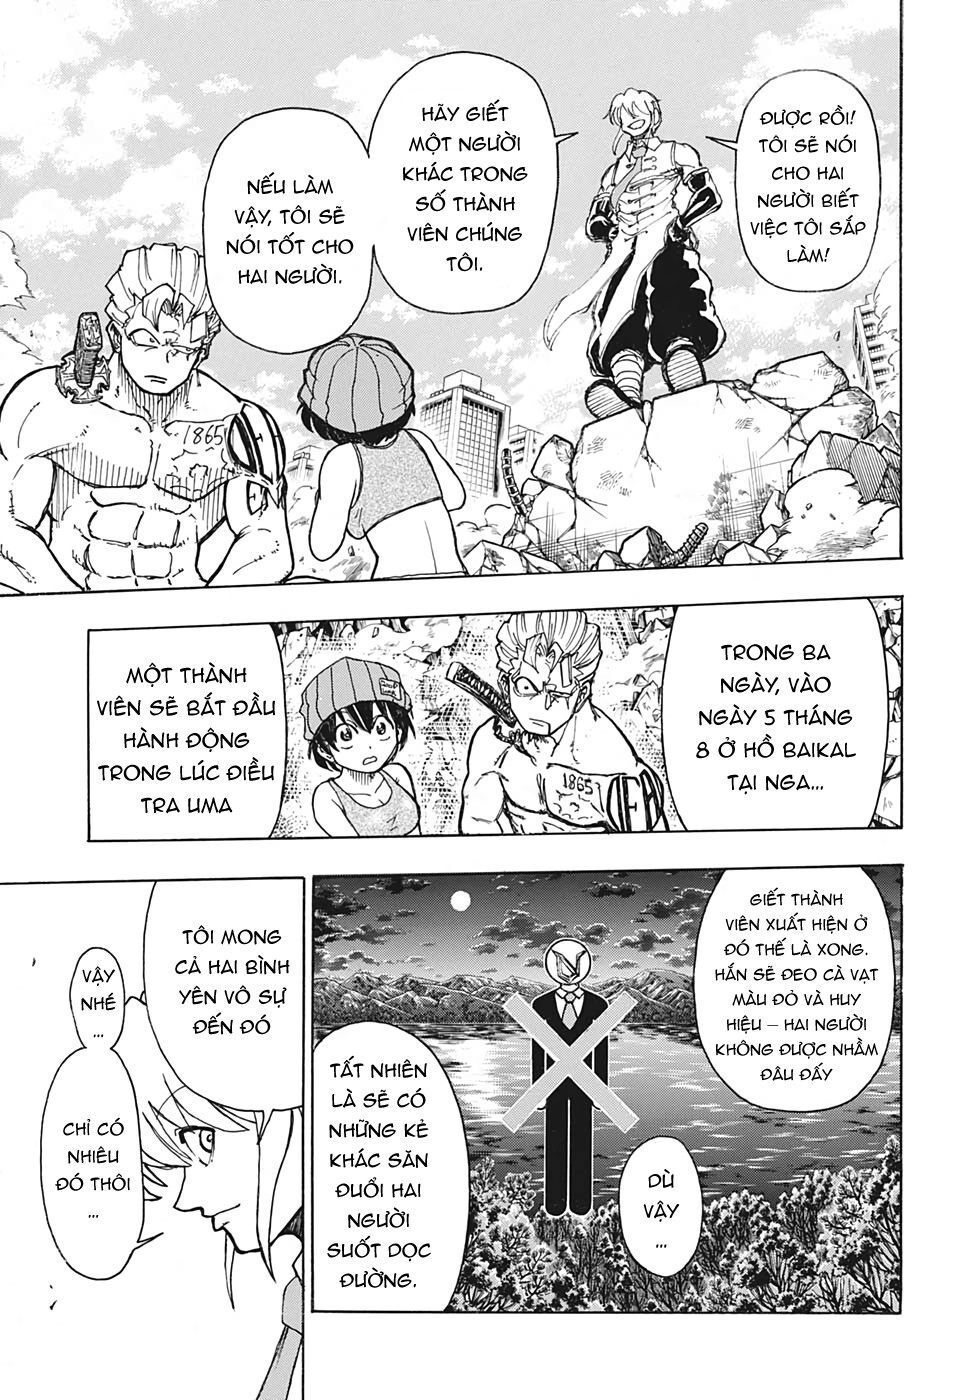 ĐƯỢC RỒI!
TÔI SẼ NÓI
CHO HAI
NGƯỜI BIẾT
VIỆC TÔI SẮP
LÀM!
HÃY GIẾT
MỘT NGƯỜI
KHÁC TRONG
SỐ THÀNH
VIÊN CHÚNG
TÔI.
NẾU LÀM
VẬY, TÔI SẼ
NÓI TỐT CHO
HAI NGƯỜI.
1865
TRONG BA
NGÀY, VÀO
NGÀY 5 THÁNG
8 Ở HỒ BAIKAL
TẠI NGA...
1865
MỘT THÀNH
VIÊN SẼ BẮT ĐẦU
HÀNH ĐỘNG
TRONG LÚC ĐIỀU
TRA UMA
GIẾT THÀNH
VIÊN XUẤT HIỆN Ở
ĐÓ THẾ LÀ XONG.
HẮN SẼ ĐEO CÀ VẠT
MÀU ĐỎ VÀ HUY
HIỆU – HAI NGƯỜI
KHÔNG ĐƯỢC NHẦM
ĐÂU ĐẤY
DÙ
VẬY
...
TẤT NHIÊN
LÀ SẼ CÓ
NHỮNG KẺ
KHÁC SĂN
ĐUỔI HAI
NGƯỜI
SUỐT DỌC
ĐƯỜNG.
TÔI MONG
CẢ HAI BÌNH
YÊN VÔ SỰ
ĐẾN ĐÓ
VẬY
NHÉ
...
CHỈ CÓ
NHIÊU
ĐÓ THÔI
...